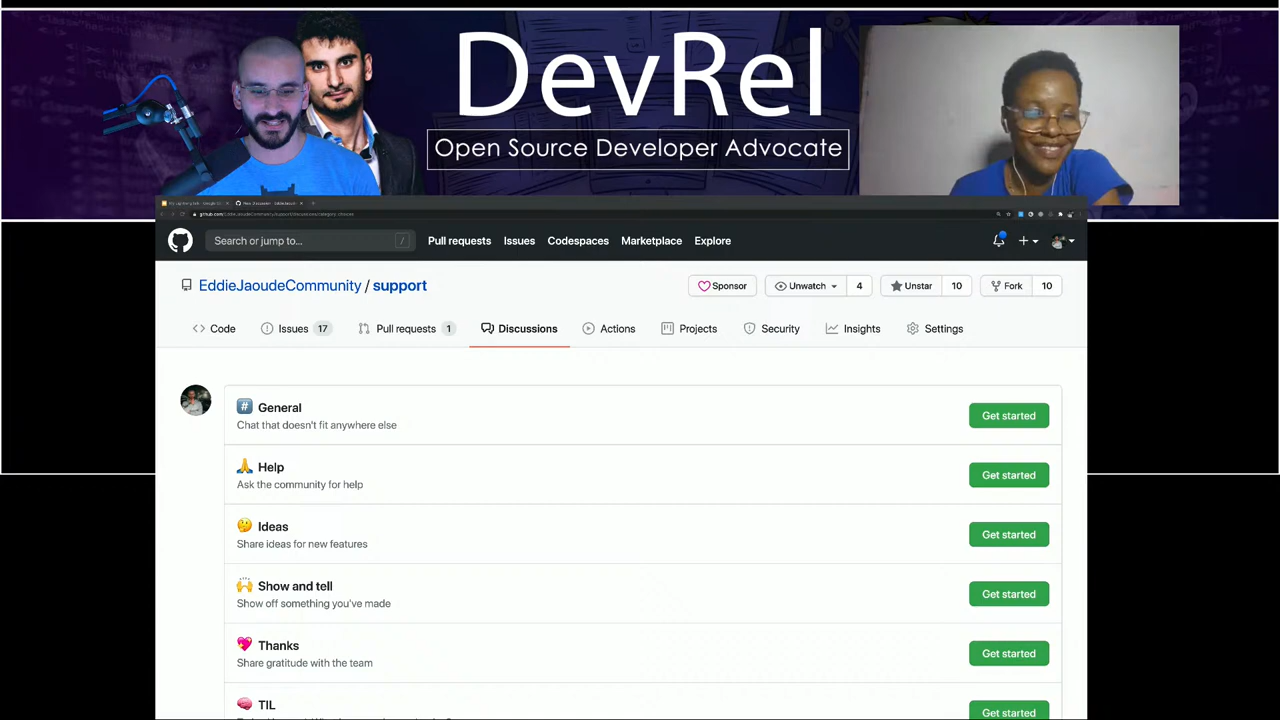 DevRel
Open Source Developer Advocate
Search or jump to... /
Pull requests Issues Codespaces Marketplace Explore
EddieJaoudeCommunity / support
Sponsor Unwatch 4 Unstar 10 Fork 10
Code Issues 17 Pull requests 1 Discussions Actions Projects Security Insights Settings
# General
Chat that doesn't fit anywhere else
Get started
Help
Ask the community for help
Get started
Ideas
Share ideas for new features
Get started
Show and tell
Show off something you've made
Get started
Thanks
Share gratitude with the team
Get started
TIL
Get started